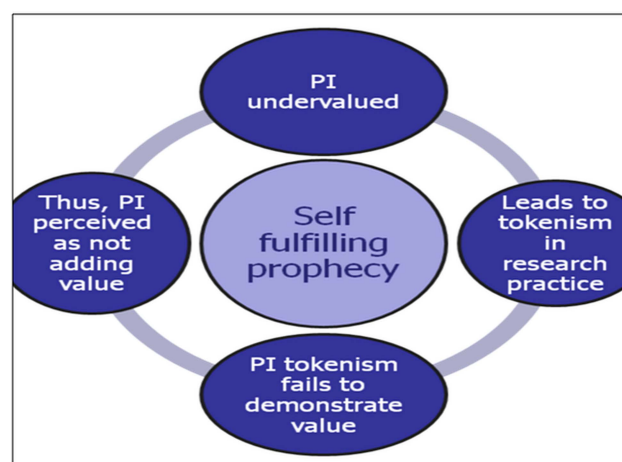 PI
undervalued
Leads to
tokenism
in
research
practice
PI tokenism
fails to
demonstrate
value
Thus, PI
perceived
as not
adding
value
Self
fulfilling
prophecy